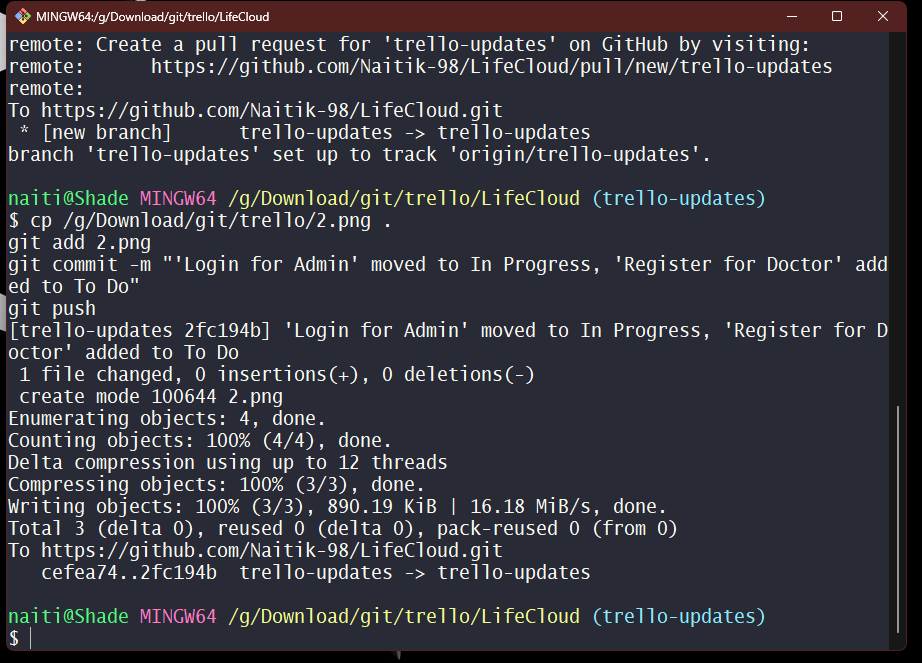 MINGW64:/g/Download/git/trello/LifeCloud
remote: Create a pull request for 'trello-updates' on GitHub by visiting:
remote:      https://github.com/Naitik-98/LifeCloud/pull/new/trello-updates
remote:
To https://github.com/Naitik-98/LifeCloud.git
 * [new branch]      trello-updates -> trello-updates
branch 'trello-updates' set up to track 'origin/trello-updates'.
naiti@Shade MINGW64 /g/Download/git/trello/LifeCloud (trello-updates)
$ cp /g/Download/git/trello/2.png .
git add 2.png
git commit -m "'Login for Admin' moved to In Progress, 'Register for Doctor' add
ed to To Do"
git push
[trello-updates 2fc194b] 'Login for Admin' moved to In Progress, 'Register for D
octor' added to To Do
 1 file changed, 0 insertions(+), 0 deletions(-)
 create mode 100644 2.png
Enumerating objects: 4, done.
Counting objects: 100% (4/4), done.
Delta compression using up to 12 threads
Compressing objects: 100% (3/3), done.
Writing objects: 100% (3/3), 890.19 KiB | 16.18 MiB/s, done.
Total 3 (delta 0), reused 0 (delta 0), pack-reused 0 (from 0)
To https://github.com/Naitik-98/LifeCloud.git
   cefea74..2fc194b  trello-updates -> trello-updates
naiti@Shade MINGW64 /g/Download/git/trello/LifeCloud (trello-updates)
$